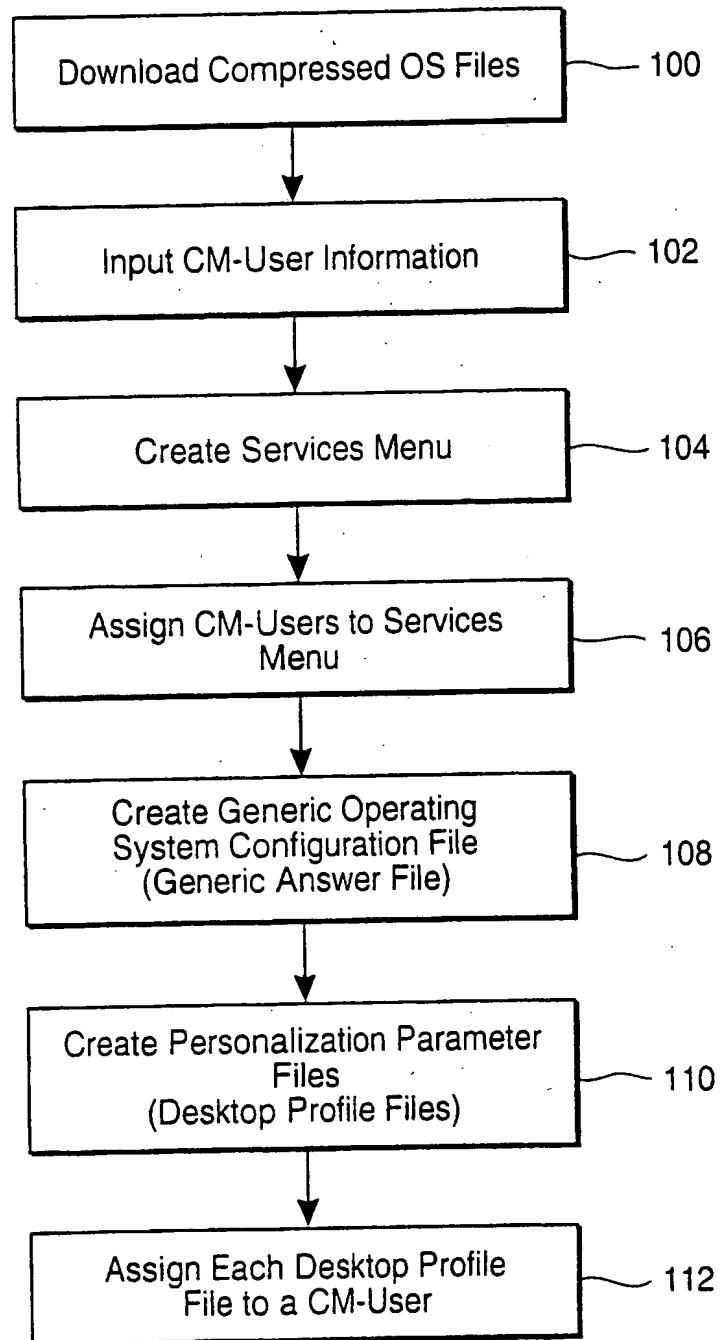 Download Compressed OS Files
100
Input CM-User Information
102
Create Services Menu
104
Assign CM-Users to Services
Menu
106
Create Generic Operating
System Configuration File
(Generic Answer File)
108
Create Personalization Parameter
Files
(Desktop Profile Files)
110
Assign Each Desktop Profile
File to a CM-User
112